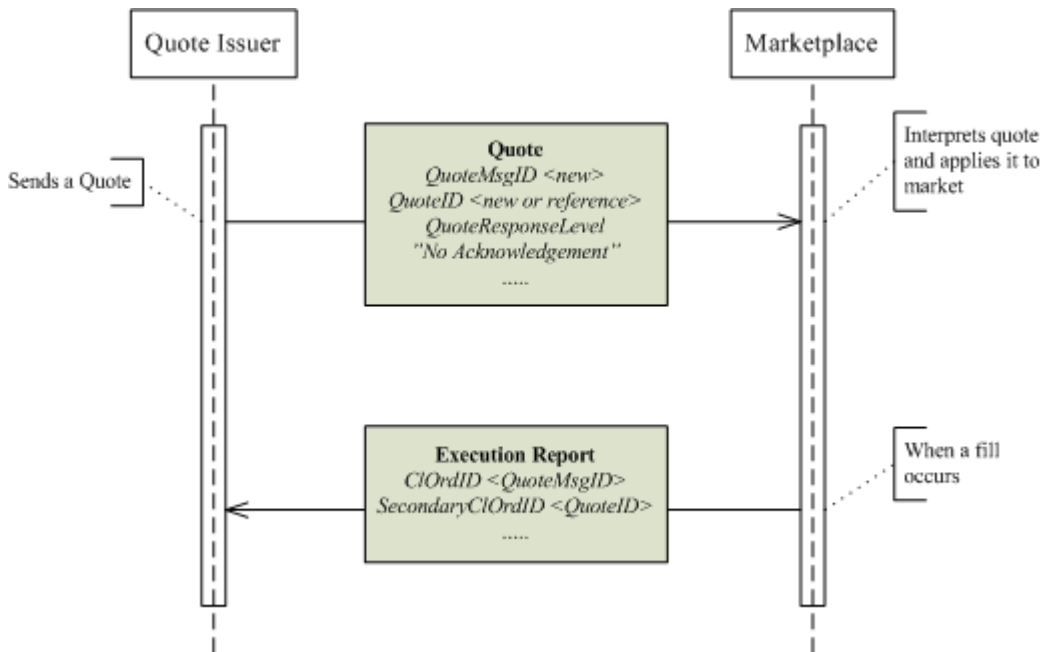 Quote Issuer
Marketplace
Sends a Quote
Quote
QuoteMsgID <new>
QuoteID <new or reference>
QuoteResponseLevel
"No Acknowledgement"
.....
Interprets quote
and applies it to
market
Execution Report
ClOrdID <QuoteMsgID>
SecondaryClOrdID <QuoteID>
.....
When a fill
occurs